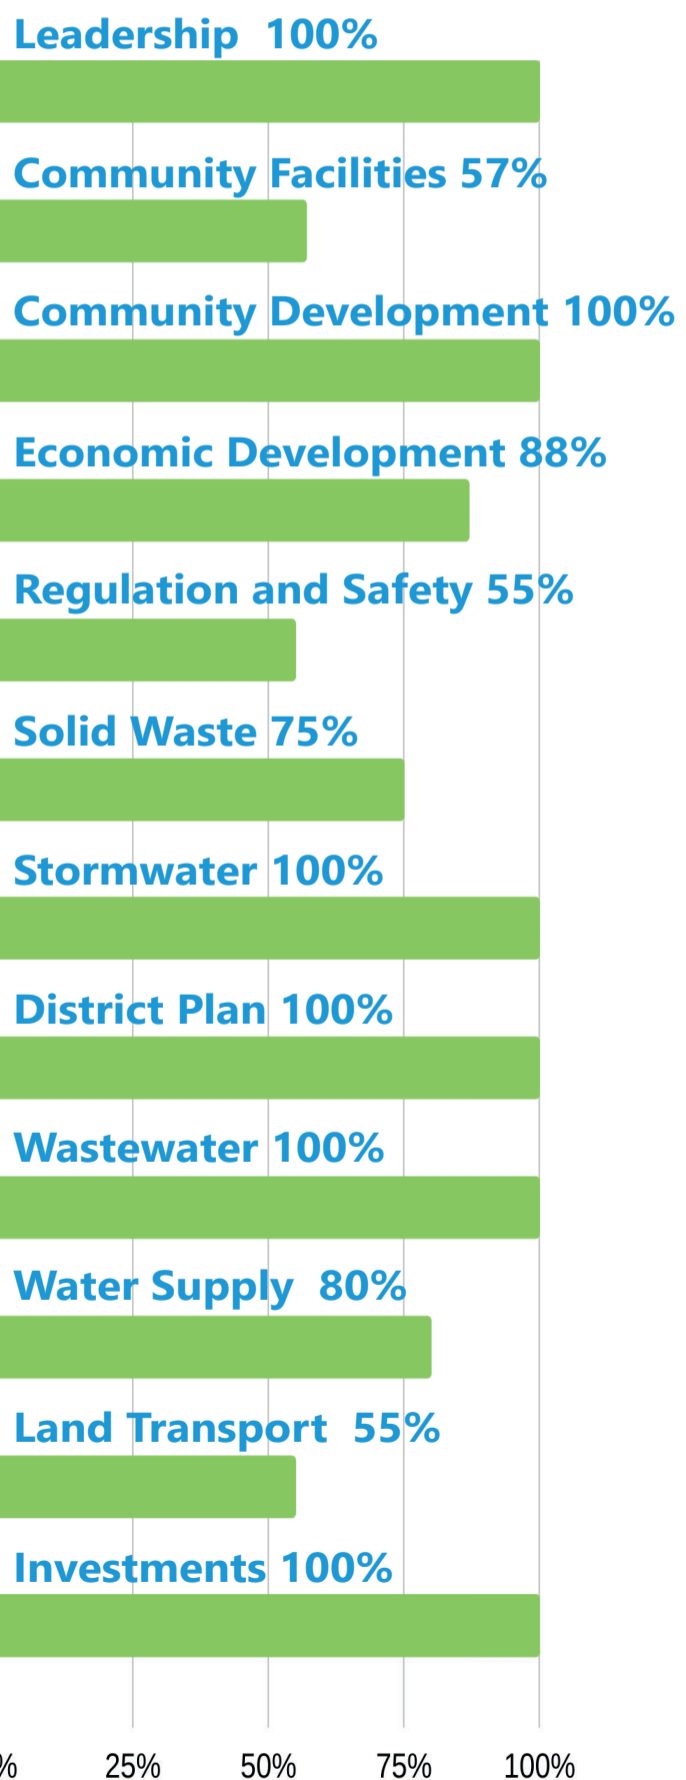 Leadership  100%
Community Facilities 57%
Community Development 100%
Economic Development 88%
Regulation and Safety 55%
Solid Waste 75%
Stormwater 100%
District Plan 100%
Wastewater 100%
Water Supply  80%
Land Transport  55%
Investments 100%
% 25% 50% 75% 100%